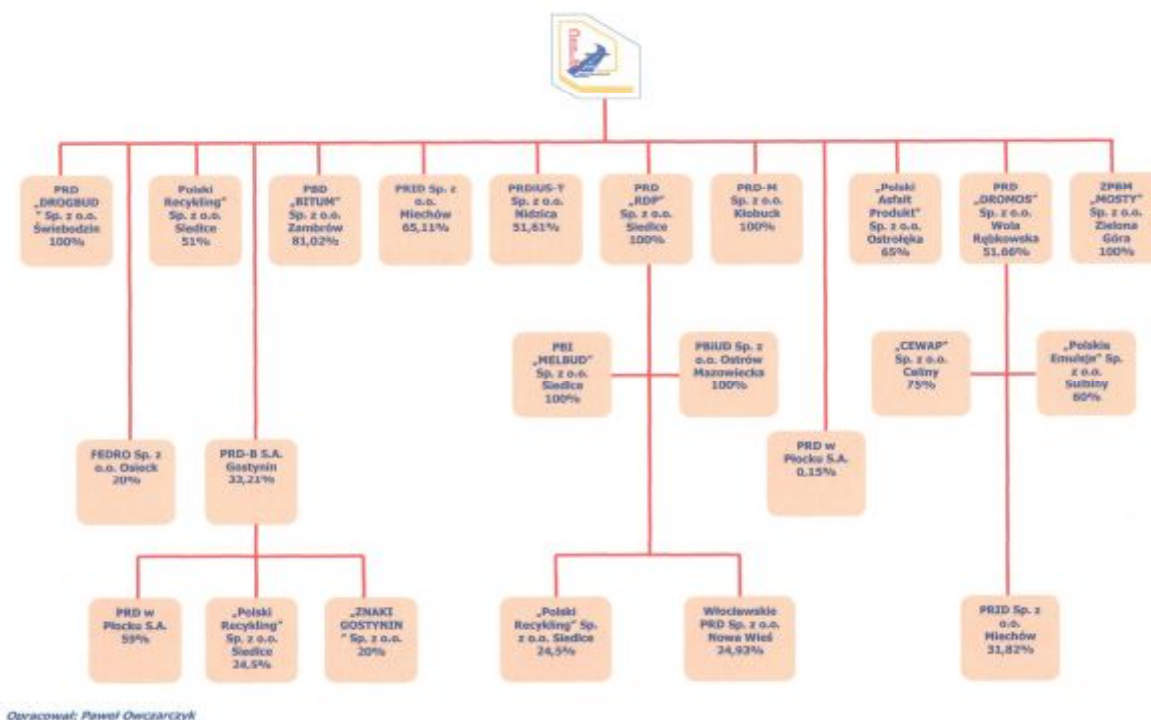 PRD
„DROGBUD
" Sp. z o.o.
Świebodzin
100%
Polski
Recykling"
Sp. z o.o.
Siedlce
51%
PBD
„BITUM"
Sp. z o.o.
Zambrów
81,02%
PRID Sp. z
o.o.
Miechów
65,11%
PRDiUS-T
Sp. z o.o.
Nidzica
51,61%
PRD
„RDP"
Sp. z o.o.
Siedlce
100%
PRD-M
Sp. z o.o.
Kłobuck
100%
„Polski
Asfalt
Produkt"
Sp. z o.o.
Ostrołęka
65%
PRD
„DROMOS"
Sp. z o.o.
Wola
Rębkowska
51,66%
ZPBM
„MOSTY"
Sp. z o.o.
Zielona
Góra
100%
PBI
„MELBUD"
Sp. z o.o.
Siedlce
100%
PBiUD Sp. z
o.o. Ostrów
Mazowiecka
100%
„CEWAP"
Sp. z o.o.
Celiny
75%
„Polskie
Emulsje" Sp.
z o.o.
Sulbiny
60%
FEDRO Sp. z
o.o. Osieck
20%
PRD-B S.A.
Gostynin
33,21%
PRD w
Płocku S.A.
0,15%
PRD w
Płocku S.A.
59%
„Polski
Recykling"
Sp. z o.o.
Siedlce
24,5%
„ZNAKI
GOSTYNIN
" Sp. z o.o.
20%
„Polski
Recykling" Sp.
z o.o. Siedlce
24,5%
Włocławskie
PRD Sp. z o.o.
Nowa Wieś
24,93%
PRID Sp. z
o.o.
Miechów
31,82%
Opracował: Paweł Owczarczyk